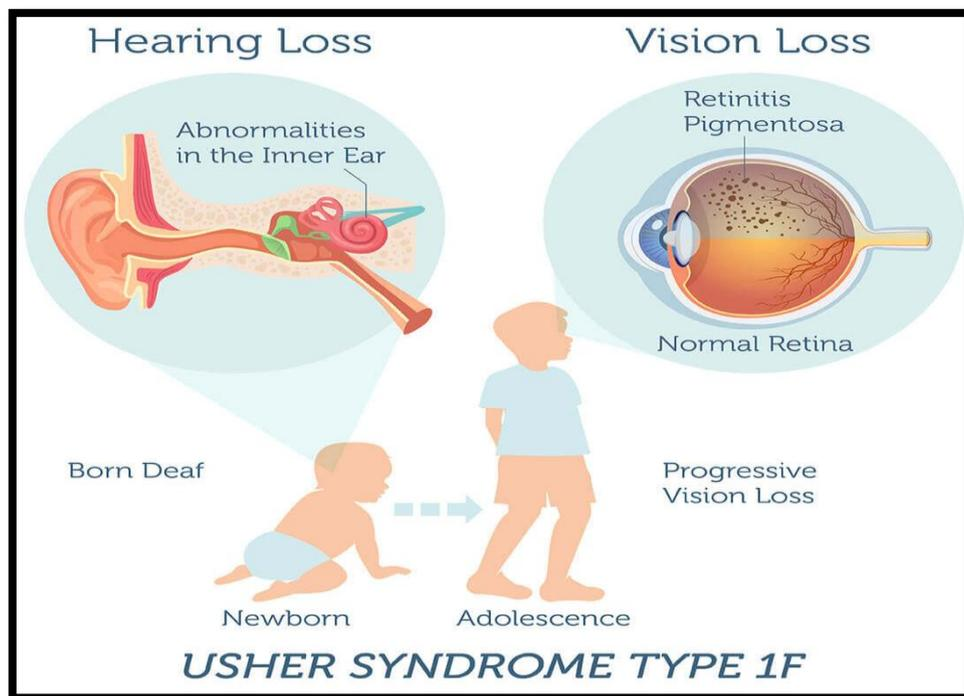 Hearing Loss
Vision Loss
Abnormalities
in the Inner Ear
Retinitis
Pigmentosa
Normal Retina
Born Deaf
Progressive
Vision Loss
Newborn
Adolescence
USHER SYNDROME TYPE 1F